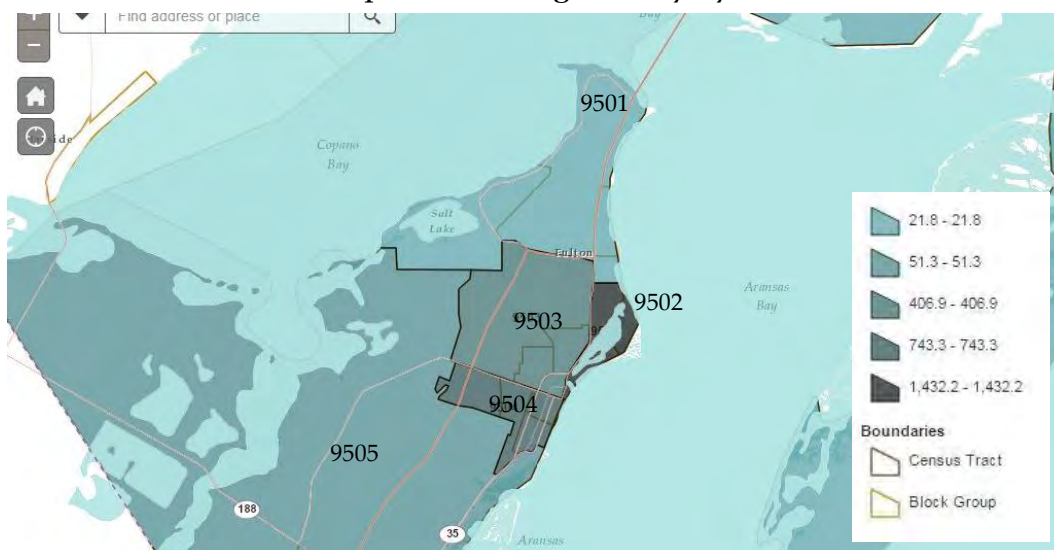 Find address or place
Bay
9501
side
Copano
Bay
Salt
Lake
Fulton
9502
Aransas
Bay
9503
9504
9505
188
35
Aransas
21.8 - 21.8
51.3 - 51.3
406.9 - 406.9
743.3 - 743.3
1,432.2 - 1,432.2
Boundaries
Census Tract
Block Group